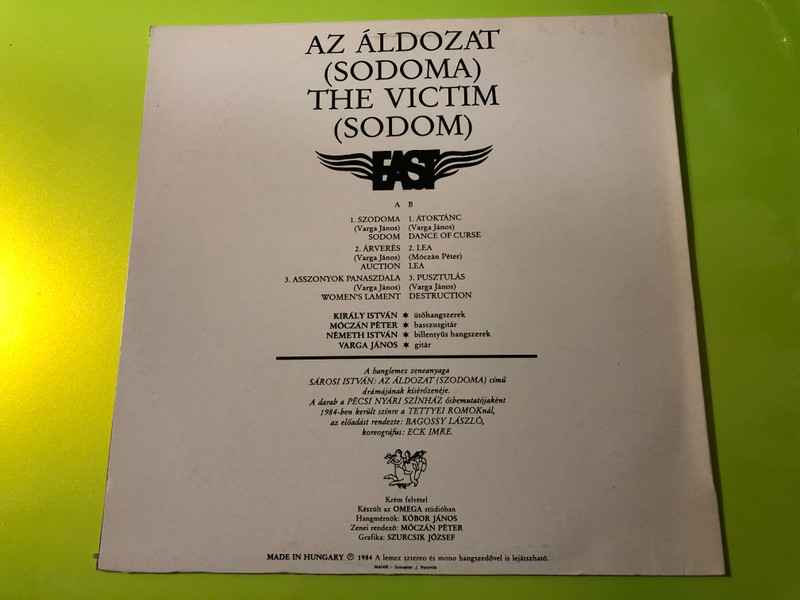 AZ ÁLDOZAT
(SODOMA)
THE VICTIM
(SODOM)
EAST
A B
1. SZODOMA 1. ÁTOKTÁNC
(Varga János) (Varga János)
SODOM DANCE OF CURSE
2. ÁRVERÉS 2. LEA
(Varga János) (Móczán Péter)
AUCTION LEA
3. ASSZONYOK PANASZDALA 3. PUSZTULÁS
(Varga János) (Varga János)
WOMEN'S LAMENT DESTRUCTION
KIRÁLY ISTVÁN * ütőhangszerek
MÓCZÁN PÉTER * basszusgitár
NÉMETH ISTVÁN * billentyűs hangszerek
VARGA JÁNOS * gitár
A hanglemez zeneanyaga
SÁROSI ISTVÁN: AZ ÁLDOZAT (SZODOMA) című
drámájának kísérőzenéje.
A darab a PÉCSI NYÁRI SZÍNHÁZ ősbemutatójaként
1984-ben került színre a TETTYEI ROMOKnál,
az előadást rendezte: BAGOSSY LÁSZLÓ,
koreográfus: ECK IMRE.
Krém felvétel
Készült az OMEGA stúdióban
Hangmérnök: KÓBOR JÁNOS
Zenei rendező: MÓCZÁN PÉTER
Grafika: SZURCSIK JÓZSEF
MADE IN HUNGARY ℗ 1984 A lemez sztereo és mono hangszedővel is lejátszható.
MAHIR – Sylvester J. Nyomda